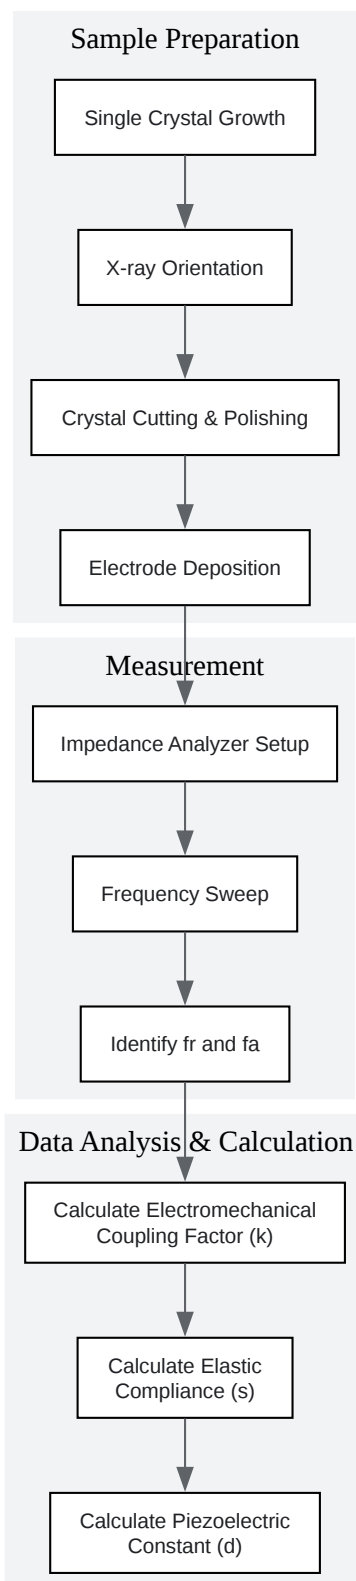 Sample Preparation
Single Crystal Growth
X-ray Orientation
Crystal Cutting & Polishing
Electrode Deposition
Measurement
Impedance Analyzer Setup
Frequency Sweep
Identify fr and fa
Data Analysis & Calculation
Calculate Electromechanical
Coupling Factor (k)
Calculate Elastic
Compliance (s)
Calculate Piezoelectric
Constant (d)